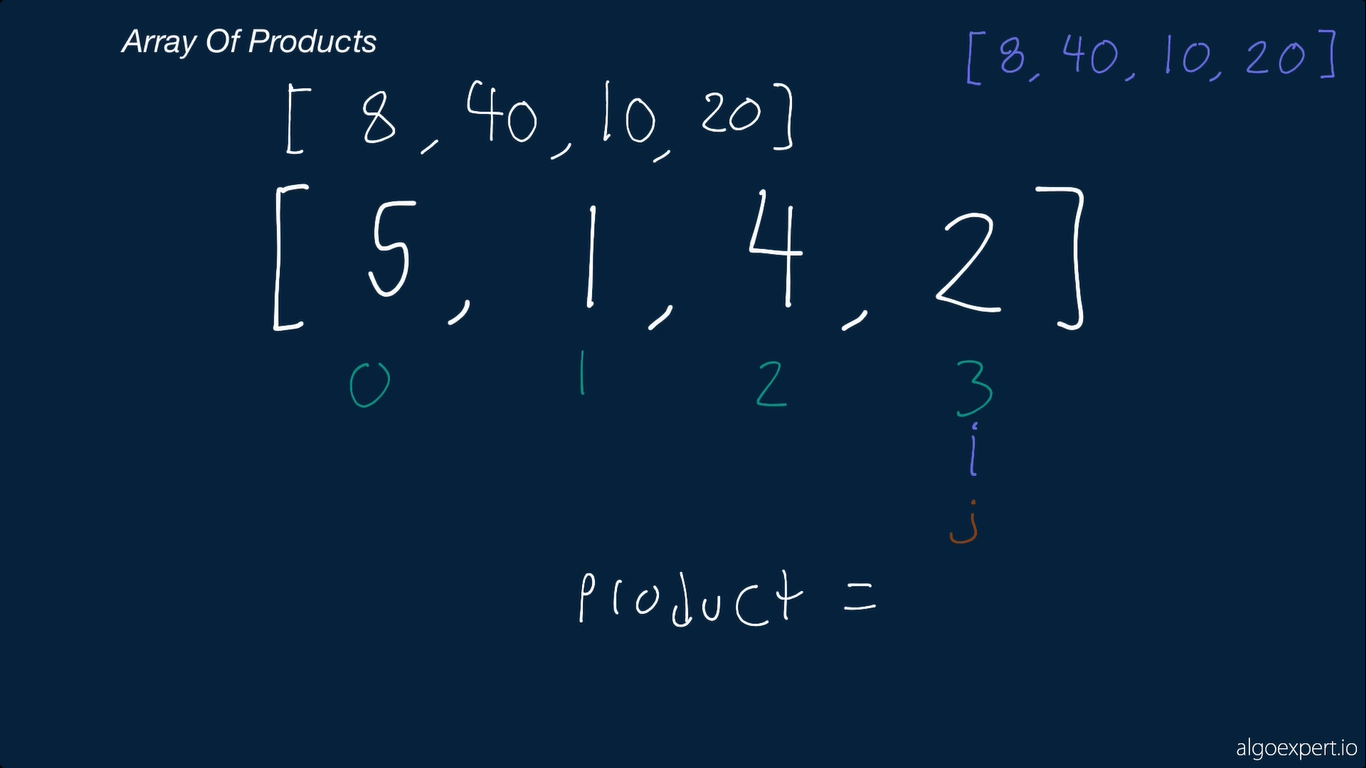 Array Of Products
[8, 40, 10, 20]
[ 8, 40, 10, 20]
[ 5, 1, 4, 2 ]
0 1 2 3
i
j
product =
algoexpert.io